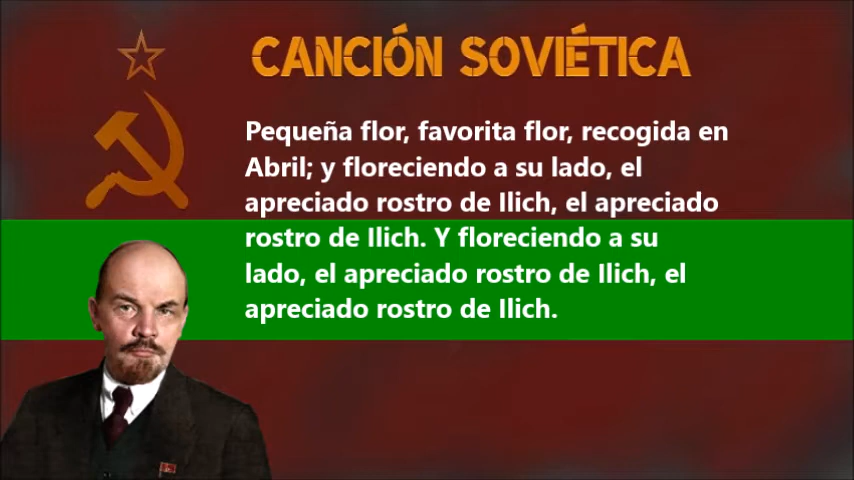 CANCIÓN SOVIÉTICA
Pequeña flor, favorita flor, recogida en
Abril; y floreciendo a su lado, el
apreciado rostro de Ilich, el apreciado
rostro de Ilich. Y floreciendo a su
lado, el apreciado rostro de Ilich, el
apreciado rostro de Ilich.